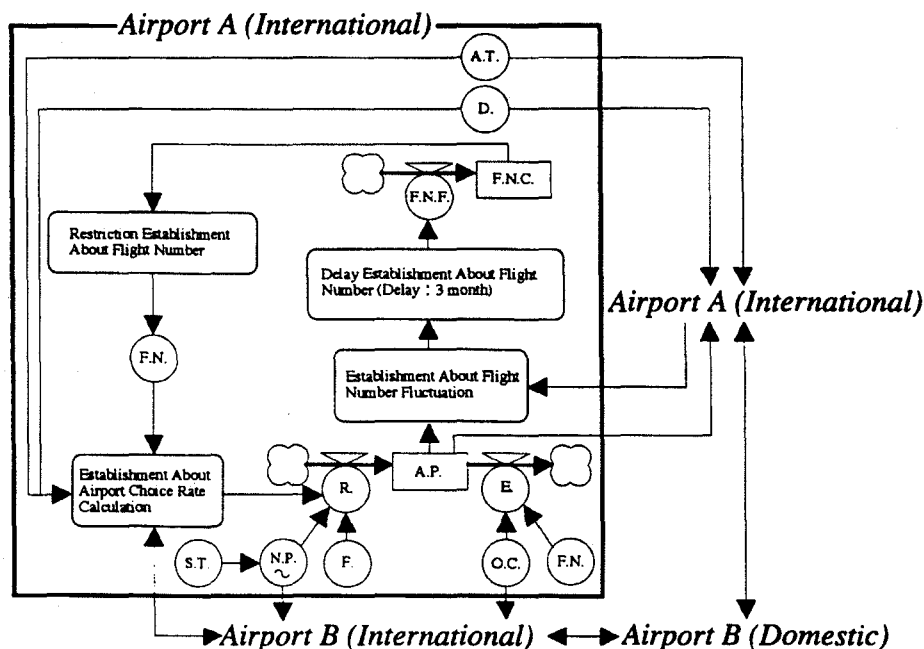 Airport A (International)
A.T.
D.
F.N.C.
F.N.F.
Restriction Establishment
About Flight Number
Delay Establishment About Flight
Number (Delay : 3 month)
Airport A (International)
F.N.
Establishment About Flight
Number Fluctuation
Establishment About
Airport Choice Rate
Calculation
A.P.
R.
E.
S.T.
N.P.
~
F.
O.C.
F.N.
Airport B (International)
Airport B (Domestic)